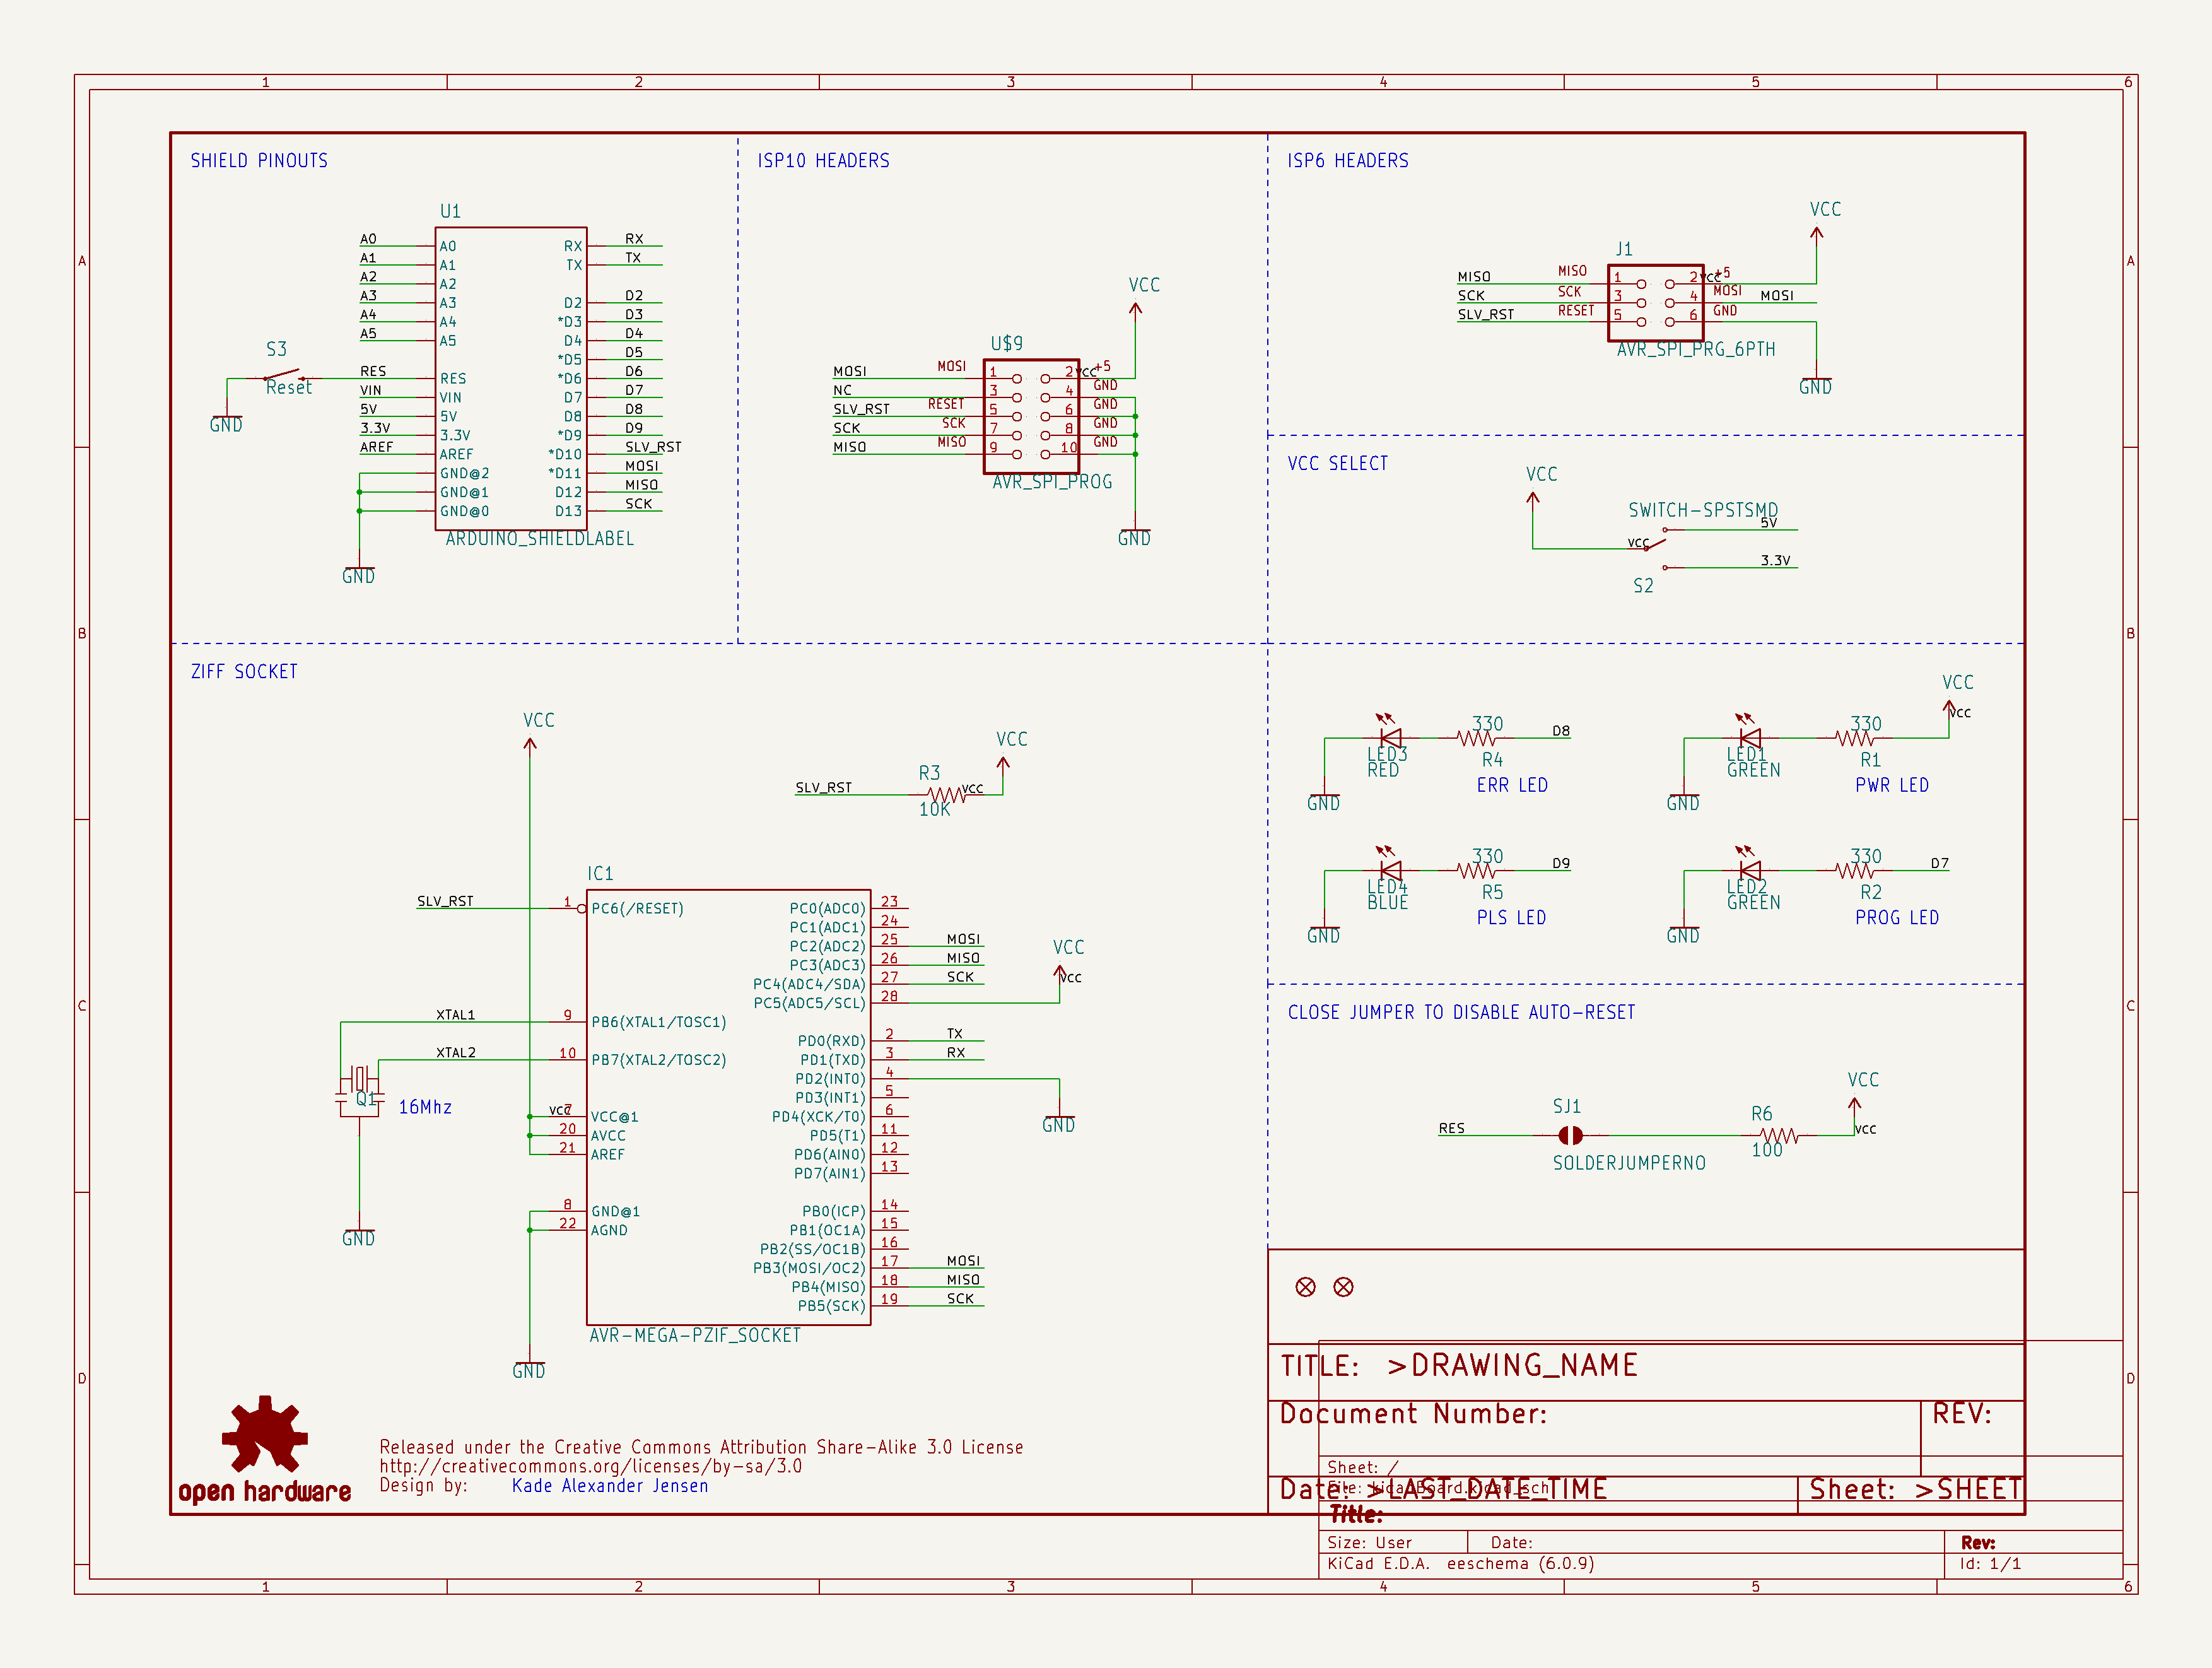 1 2 3 4 5 6
A
B
C
D
A
B
C
D
SHIELD PINOUTS
U1
A0 A0 RX RX
A1 A1 TX TX
A2 A2
A3 A3 D2 D2
A4 A4 *D3 D3
A5 A5 D4 D4
*D5 D5
S3
Reset
GND
RES RES *D6 D6
VIN VIN D7 D7
5V 5V D8 D8
3.3V 3.3V *D9 D9
AREF AREF *D10 SLV_RST
GND@2 *D11 MOSI
GND@1 D12 MISO
GND@0 D13 SCK
ARDUINO_SHIELDLABEL
GND
ISP10 HEADERS
VCC
U$9
MOSI MOSI 1 2 VCC +5
NC 3 4 GND
SLV_RST RESET 5 6 GND
SCK SCK 7 8 GND
MISO MISO 9 10 GND
AVR_SPI_PROG
GND
ISP6 HEADERS
VCC
J1
MISO MISO 1 2 VCC +5
SCK SCK 3 4 MOSI MOSI
SLV_RST RESET 5 6 GND
AVR_SPI_PRG_6PTH
GND
VCC SELECT
VCC
SWITCH-SPSTSMD
5V
VCC
3.3V
S2
ZIFF SOCKET
VCC
VCC
R3
SLV_RST VCC
10K
IC1
SLV_RST 1 PC6(/RESET)
PC0(ADC0) 23
PC1(ADC1) 24
PC2(ADC2) 25 MOSI
PC3(ADC3) 26 MISO
PC4(ADC4/SDA) 27 SCK
PC5(ADC5/SCL) 28
VCC
VCC
XTAL1 9 PB6(XTAL1/TOSC1)
XTAL2 10 PB7(XTAL2/TOSC2)
PD0(RXD) 2 TX
PD1(TXD) 3 RX
PD2(INT0) 4
PD3(INT1) 5
PD4(XCK/T0) 6
PD5(T1) 11
PD6(AIN0) 12
PD7(AIN1) 13
GND
Q1
16Mhz
GND
VCC 7 VCC@1
20 AVCC
21 AREF
8 GND@1
22 AGND
PB0(ICP) 14
PB1(OC1A) 15
PB2(SS/OC1B) 16
PB3(MOSI/OC2) 17 MOSI
PB4(MISO) 18 MISO
PB5(SCK) 19 SCK
AVR-MEGA-PZIF_SOCKET
GND
VCC
VCC
330 D8
LED3
RED
R4
ERR LED
GND
330
LED1
GREEN
R1
PWR LED
GND
330 D9
LED4
BLUE
R5
PLS LED
GND
330 D7
LED2
GREEN
R2
PROG LED
GND
CLOSE JUMPER TO DISABLE AUTO-RESET
VCC
SJ1
R6
RES VCC
100
SOLDERJUMPERNO
open hardware
Released under the Creative Commons Attribution Share-Alike 3.0 License
http://creativecommons.org/licenses/by-sa/3.0
Design by: Kade Alexander Jensen
TITLE: >DRAWING_NAME
Document Number:
REV:
Date: >LAST_DATE_TIME
Sheet: >SHEET
Sheet: /
File: kicadBoard.kicad_sch
Title:
Size: User Date: Rev:
KiCad E.D.A. eeschema (6.0.9) Id: 1/1
1 2 3 4 5 6